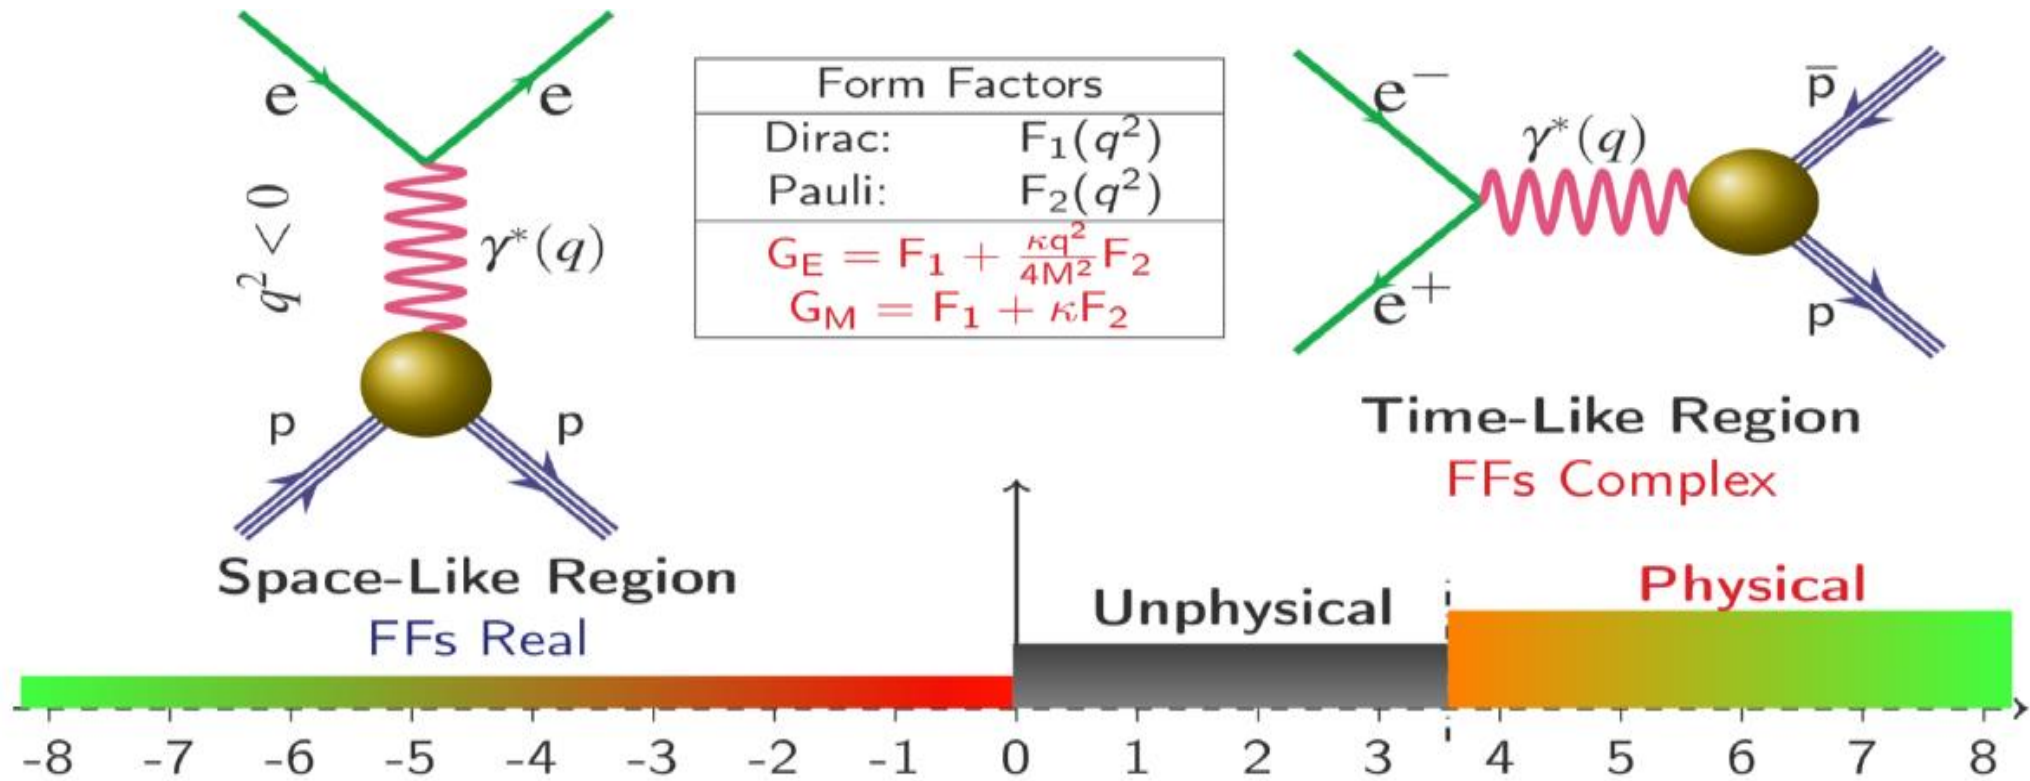 e
e
q² < 0
γ*(q)
p
p
Space-Like Region
FFs Real
Form Factors
Dirac: F₁(q²)
Pauli: F₂(q²)
G_E = F₁ + κq²/4M² F₂
G_M = F₁ + κF₂
e⁻
e⁺
γ*(q)
p̅
p
Time-Like Region
FFs Complex
Unphysical
Physical
-8 -7 -6 -5 -4 -3 -2 -1 0 1 2 3 4 5 6 7 8